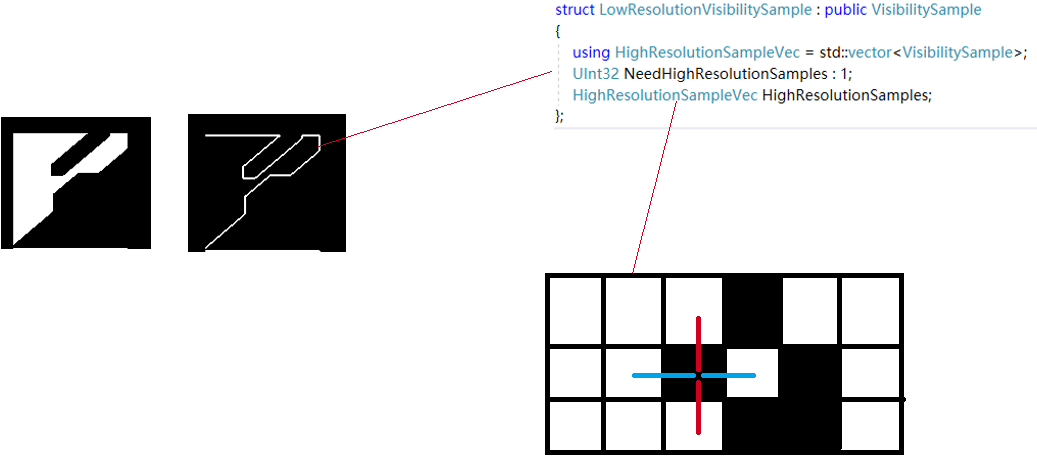 struct LowResolutionVisibilitySample : public VisibilitySample
{
using HighResolutionSampleVec = std::vector<VisibilitySample>;
UInt32 NeedHighResolutionSamples : 1;
HighResolutionSampleVec HighResolutionSamples;
};